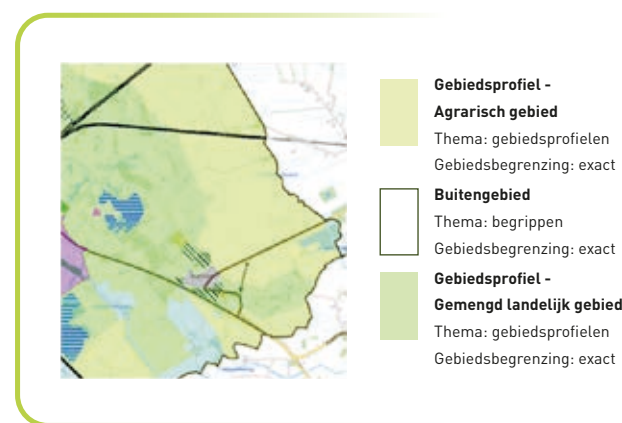 Gebiedsprofiel -
Agrarisch gebied
Thema: gebiedsprofielen
Gebiedsbegrenzing: exact
Buitengebied
Thema: begrippen
Gebiedsbegrenzing: exact
Gebiedsprofiel -
Gemengd landelijk gebied
Thema: gebiedsprofielen
Gebiedsbegrenzing: exact